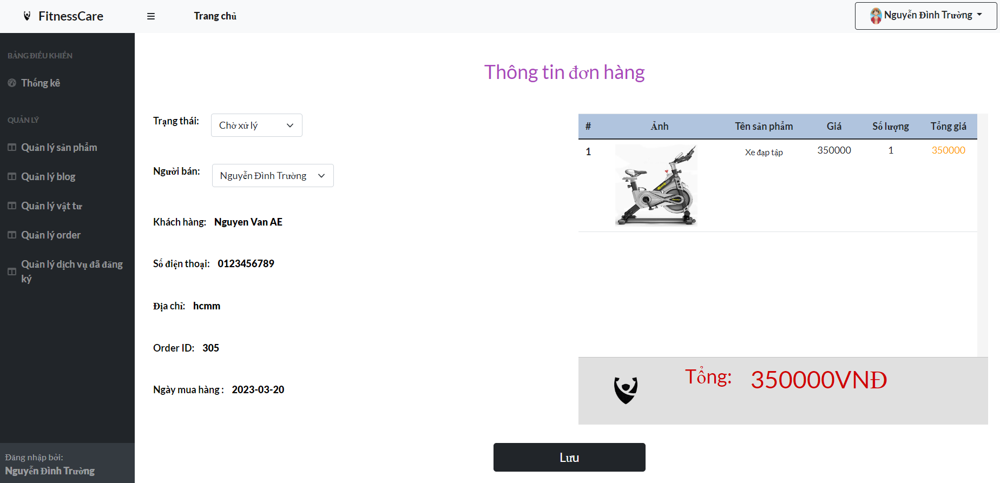 FitnessCare
Trang chủ
Nguyễn Đình Trường
BẢNG ĐIỀU KHIỂN
Thống kê
QUẢN LÝ
Quản lý sản phẩm
Quản lý blog
Quản lý vật tư
Quản lý order
Quản lý dịch vụ đã đăng
ký
Đăng nhập bởi:
Nguyễn Đình Trường
Thông tin đơn hàng
Trạng thái: Chờ xử lý
Người bán: Nguyễn Đình Trường
Khách hàng: Nguyen Van AE
Số điện thoại: 0123456789
Địa chỉ: hcmm
Order ID: 305
Ngày mua hàng : 2023-03-20
# Ảnh Tên sản phẩm Giá Số lượng Tổng giá
1 Xe đạp tập 350000 1 350000
Tổng: 350000VNĐ
Lưu